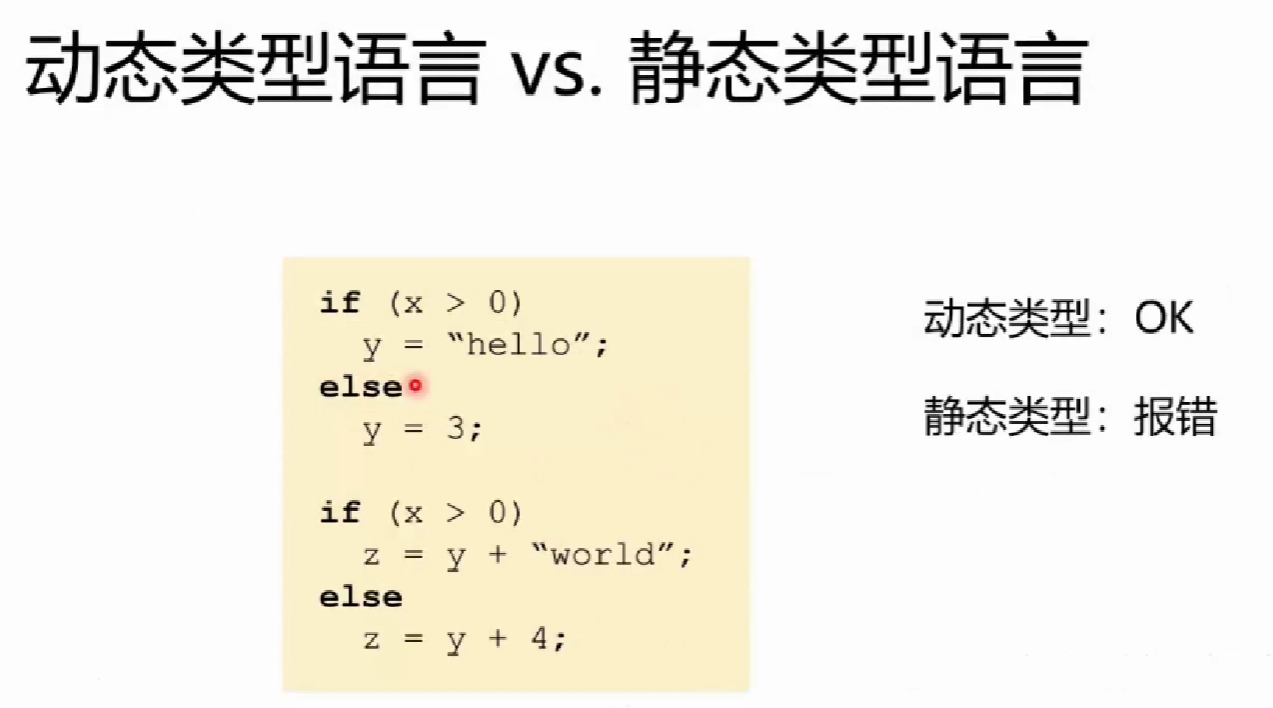 动态类型语言 vs. 静态类型语言
if (x > 0)
y = “hello”;
else
y = 3;
if (x > 0)
z = y + “world”;
else
z = y + 4;
动态类型：OK
静态类型：报错